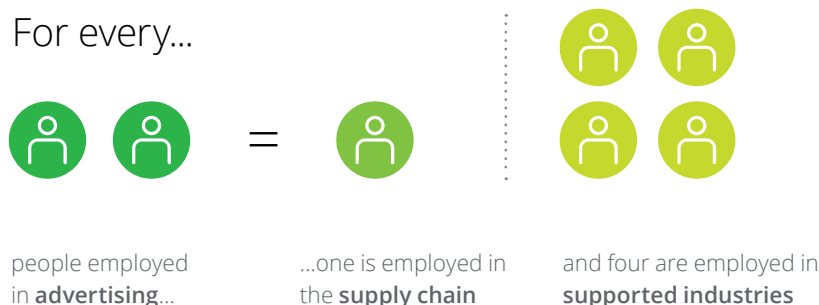 For every...
=
people employed
in advertising...
...one is employed in
the supply chain
and four are employed in
supported industries